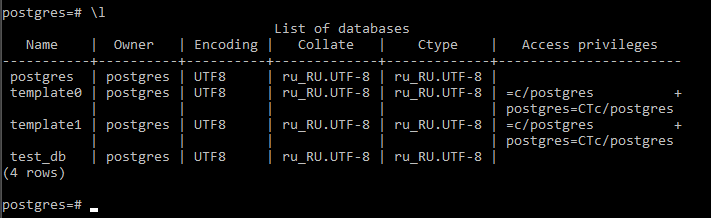 postgres=# \l
                                  List of databases
   Name    |  Owner   | Encoding |   Collate   |    Ctype    |   Access privileges
-----------+----------+----------+-------------+-------------+-----------------------
 postgres  | postgres | UTF8     | ru_RU.UTF-8 | ru_RU.UTF-8 |
 template0 | postgres | UTF8     | ru_RU.UTF-8 | ru_RU.UTF-8 | =c/postgres          +
           |          |          |             |             | postgres=CTc/postgres
 template1 | postgres | UTF8     | ru_RU.UTF-8 | ru_RU.UTF-8 | =c/postgres          +
           |          |          |             |             | postgres=CTc/postgres
 test_db   | postgres | UTF8     | ru_RU.UTF-8 | ru_RU.UTF-8 |
(4 rows)
postgres=#